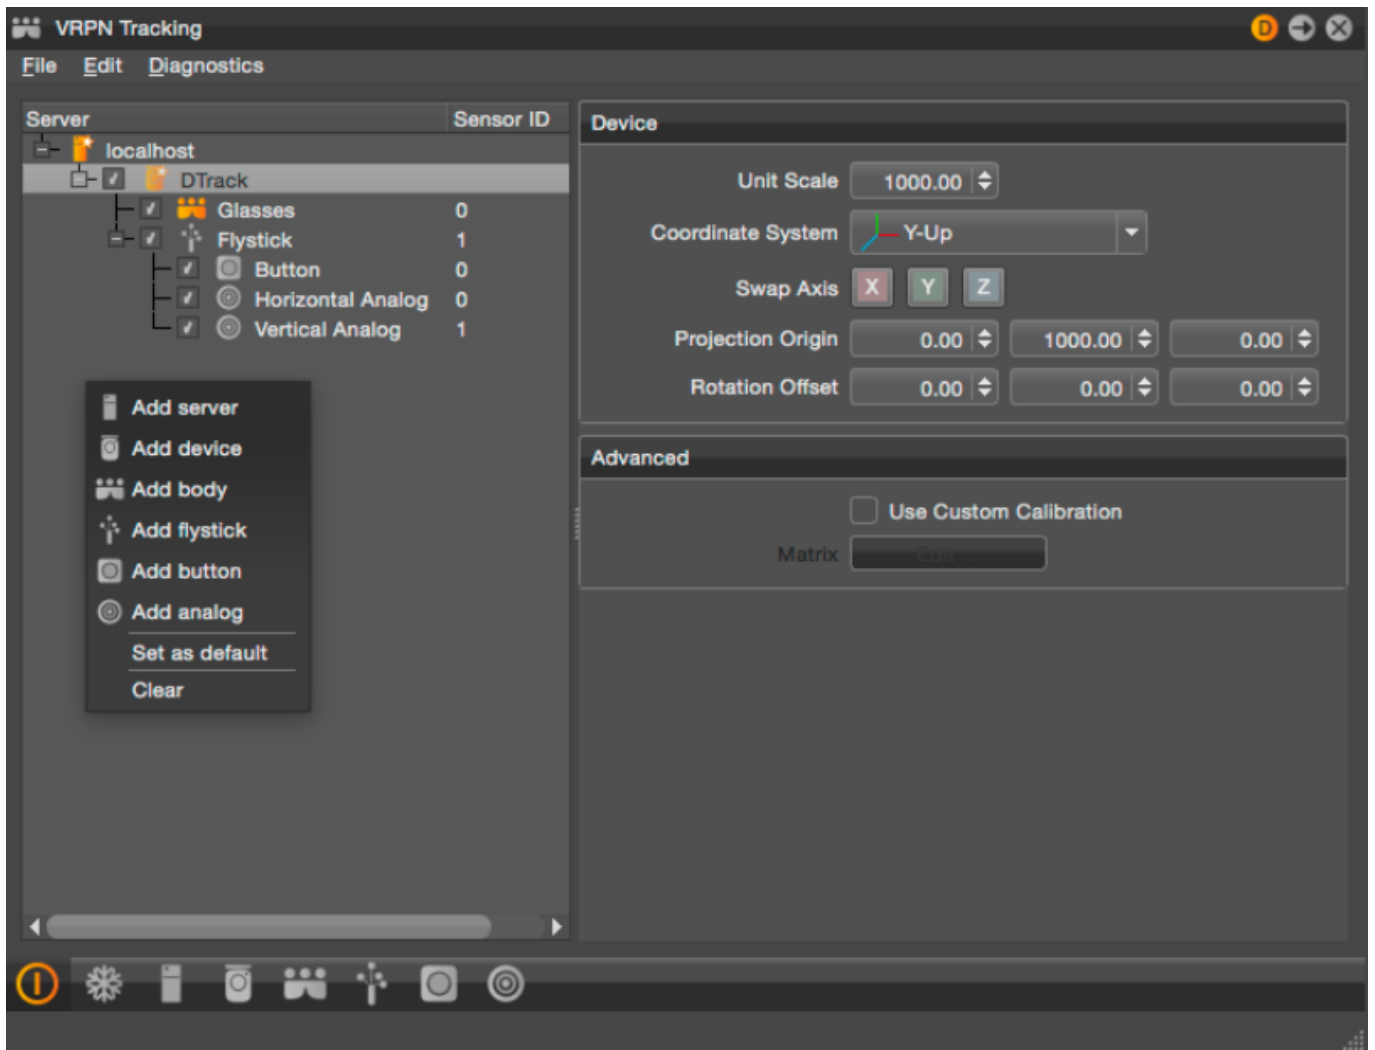 VRPN Tracking
D
File Edit Diagnostics
Server Sensor ID
localhost
DTrack
Glasses 0
Flystick 1
Button 0
Horizontal Analog 0
Vertical Analog 1
Add server
Add device
Add body
Add flystick
Add button
Add analog
Set as default
Clear
Device
Unit Scale 1000.00
Coordinate System Y-Up
Swap Axis X Y Z
Projection Origin 0.00 1000.00 0.00
Rotation Offset 0.00 0.00 0.00
Advanced
Use Custom Calibration
Matrix Edit ...